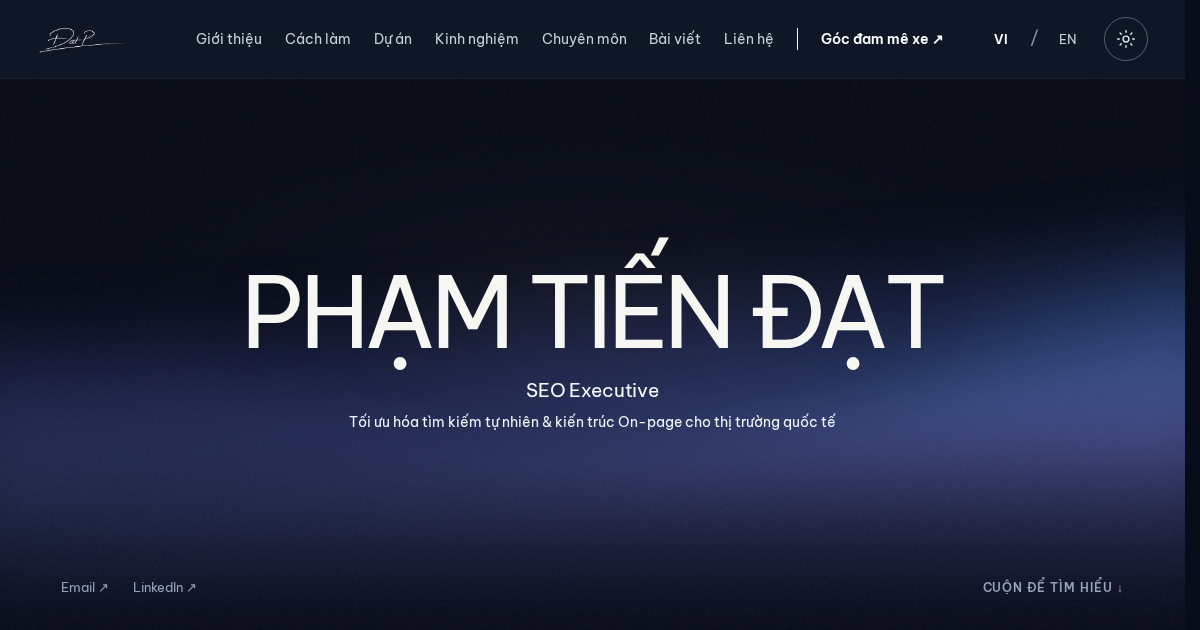 Đạt P
Giới thiệu Cách làm Dự án Kinh nghiệm Chuyên môn Bài viết Liên hệ Góc đam mê xe ↗ VI / EN
PHẠM TIẾN ĐẠT
SEO Executive
Tối ưu hóa tìm kiếm tự nhiên & kiến trúc On-page cho thị trường quốc tế
Email ↗ LinkedIn ↗ CUỘN ĐỂ TÌM HIỂU ↓